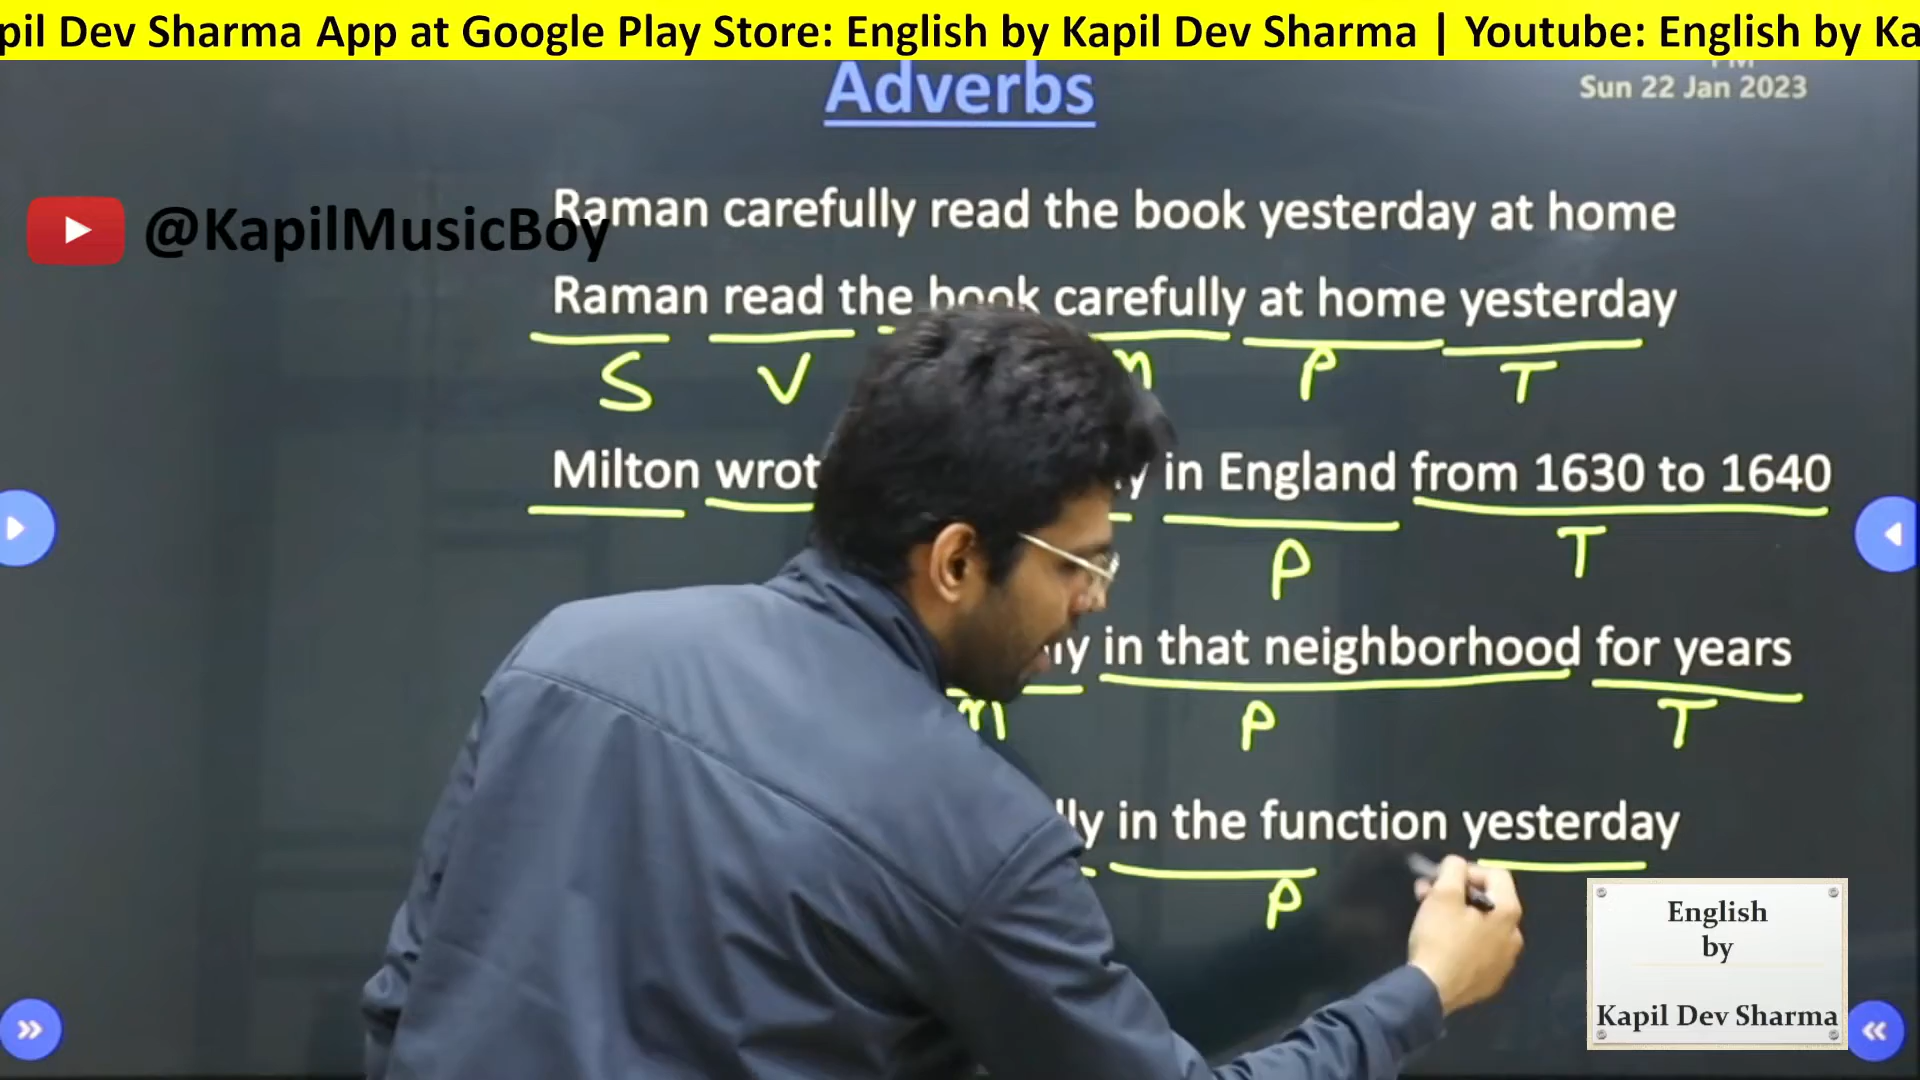 pil Dev Sharma App at Google Play Store: English by Kapil Dev Sharma | Youtube: English by Ka
Adverbs
PM
Sun 22 Jan 2023
@KapilMusicBoy
Raman carefully read the book yesterday at home
Raman read the book carefully at home yesterday
S V m P T
Milton wrot y in England from 1630 to 1640
P T
ly in that neighborhood for years
m P T
lly in the function yesterday
P
English
by
Kapil Dev Sharma